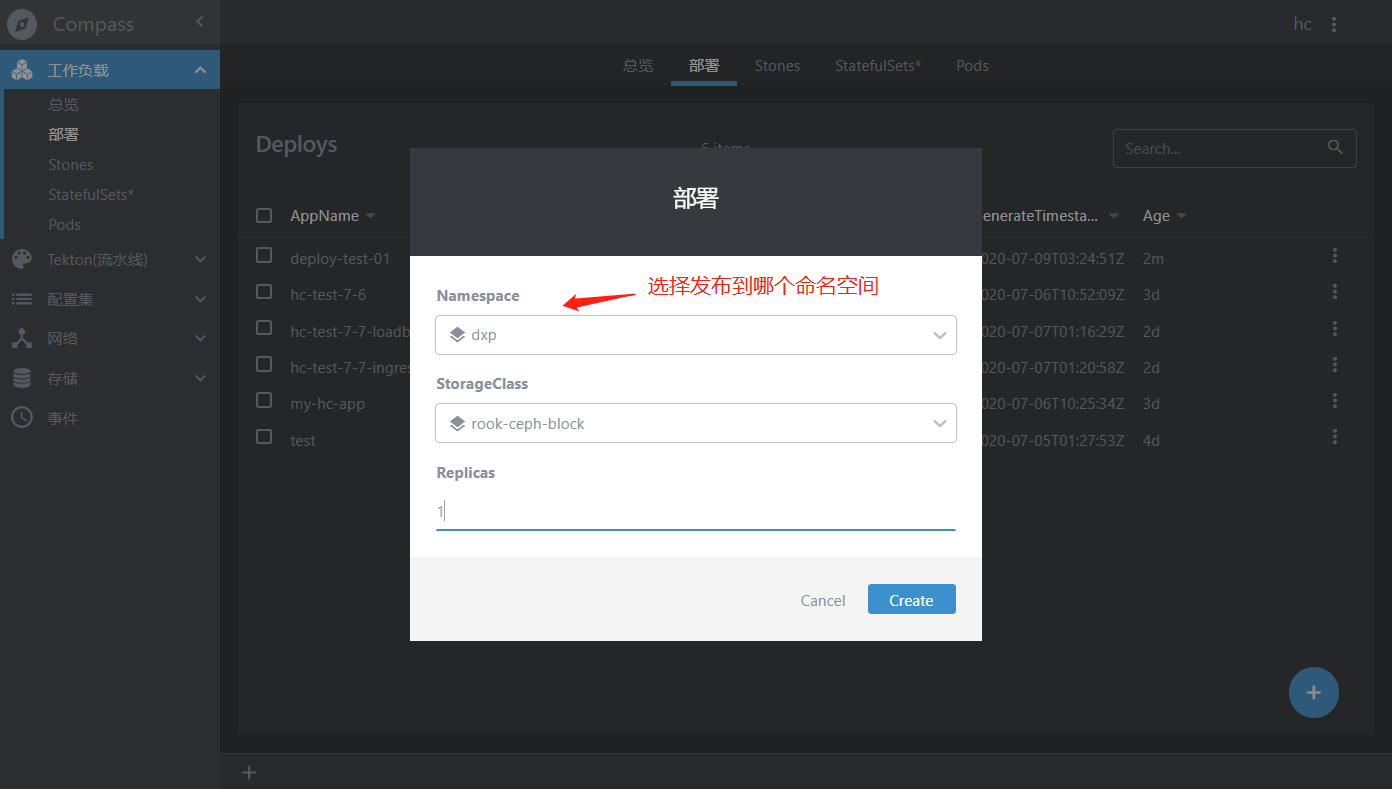 Compass
hc
工作负载
总览
部署
Stones
StatefulSets*
Pods
Tekton(流水线)
配置集
网络
存储
事件
总览
部署
Stones
StatefulSets*
Pods
Deploys
6 items
Search...
AppName
enerateTimesta...
Age
deploy-test-01
020-07-09T03:24:51Z
2m
hc-test-7-6
020-07-06T10:52:09Z
3d
hc-test-7-7-loadb
020-07-07T01:16:29Z
2d
hc-test-7-7-ingres
020-07-07T01:20:58Z
2d
my-hc-app
020-07-06T10:25:34Z
3d
test
020-07-05T01:27:53Z
4d
部署
选择发布到哪个命名空间
Namespace
dxp
StorageClass
rook-ceph-block
Replicas
1
Cancel
Create